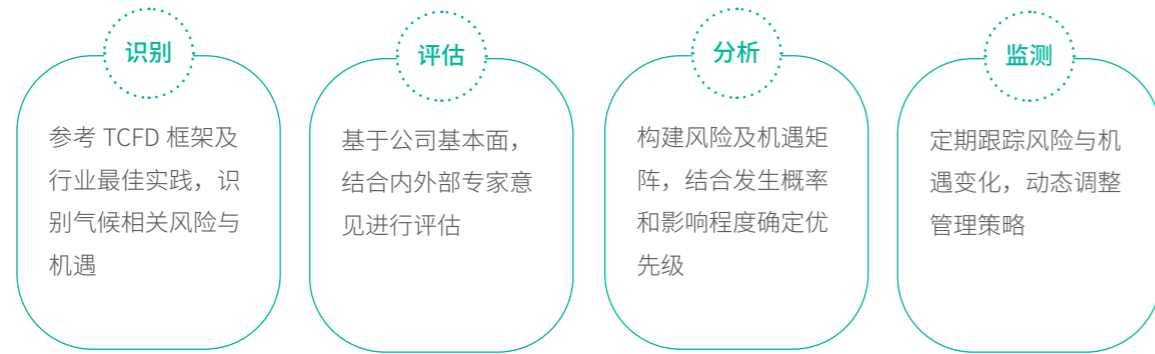 识别
参考 TCFD 框架及
行业最佳实践，识
别气候相关风险与
机遇
评估
基于公司基本面，
结合内外部专家意
见进行评估
分析
构建风险及机遇矩
阵，结合发生概率
和影响程度确定优
先级
监测
定期跟踪风险与机
遇变化，动态调整
管理策略